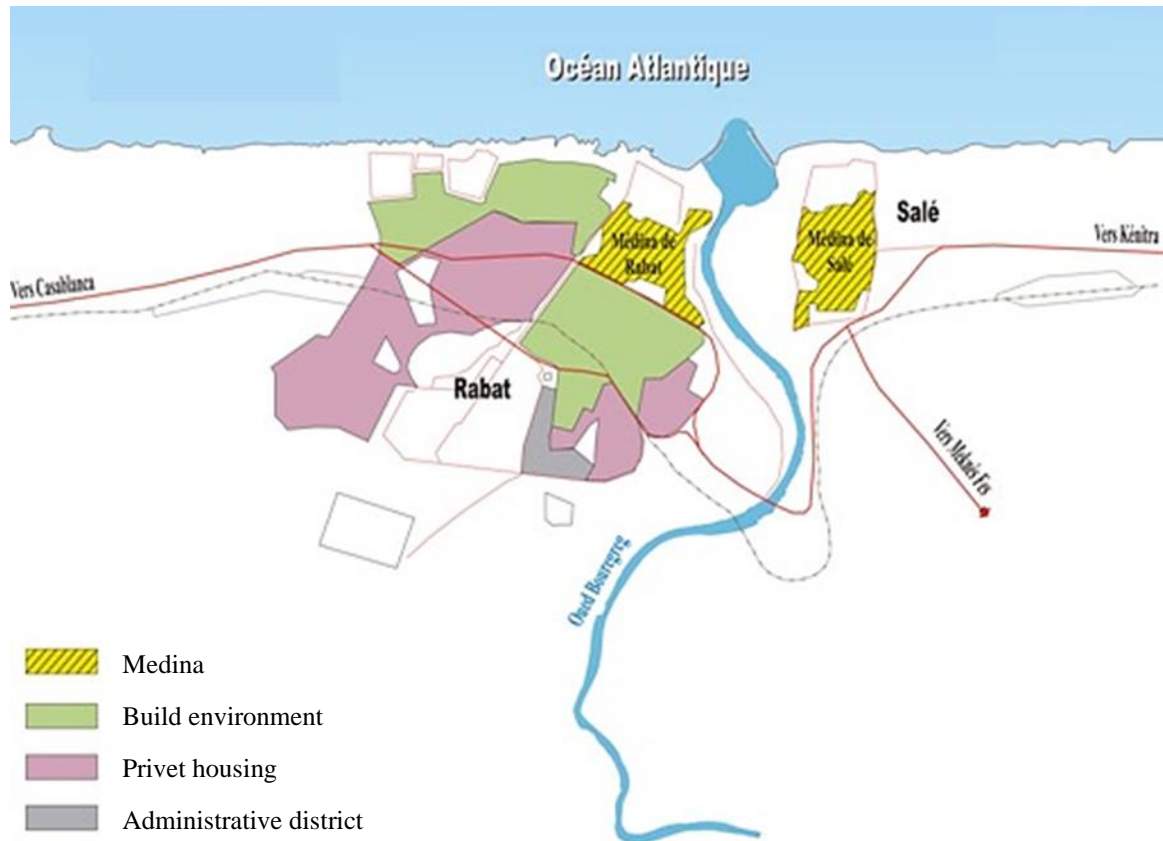 Océan Atlantique
Salé
Vers Kénitra
Medina de
Rabat
Medina de
Salé
Vers Casablanca
Rabat
Vers Meknés Fes
Oued Bouregreg
Medina
Build environment
Privet housing
Administrative district